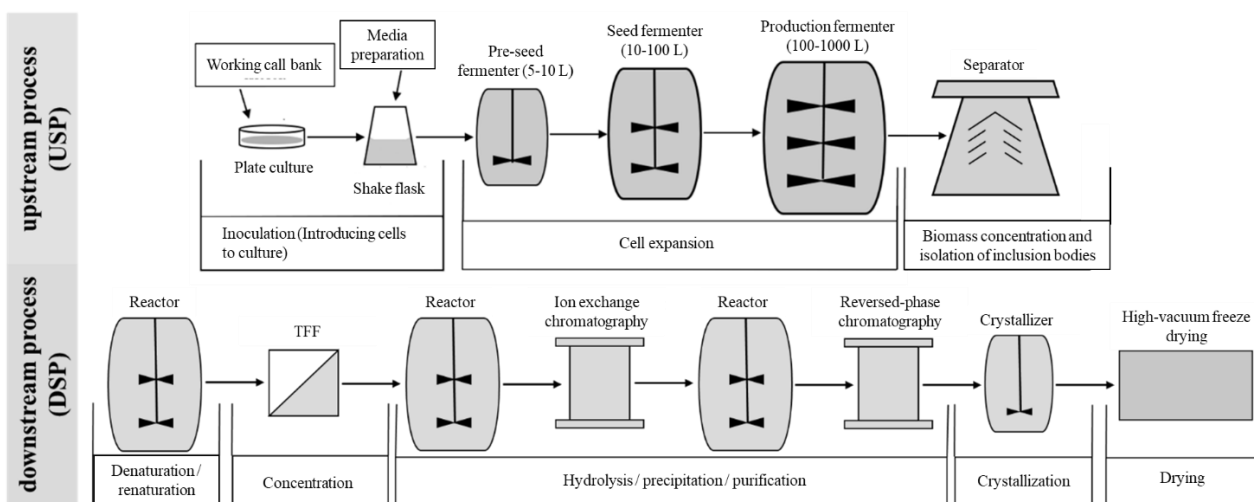 upstream process
(USP)
Working call bank
Media
preparation
Plate culture
Shake flask
Pre-seed
fermenter (5-10 L)
Seed fermenter
(10-100 L)
Production fermenter
(100-1000 L)
Separator
Inoculation (Introducing cells
to culture)
Cell expansion
Biomass concentration and
isolation of inclusion bodies
downstream process
(DSP)
Reactor
TFF
Reactor
Ion exchange
chromatography
Reactor
Reversed-phase
chromatography
Crystallizer
High-vacuum freeze
drying
Denaturation /
renaturation
Concentration
Hydrolysis / precipitation / purification
Crystallization
Drying